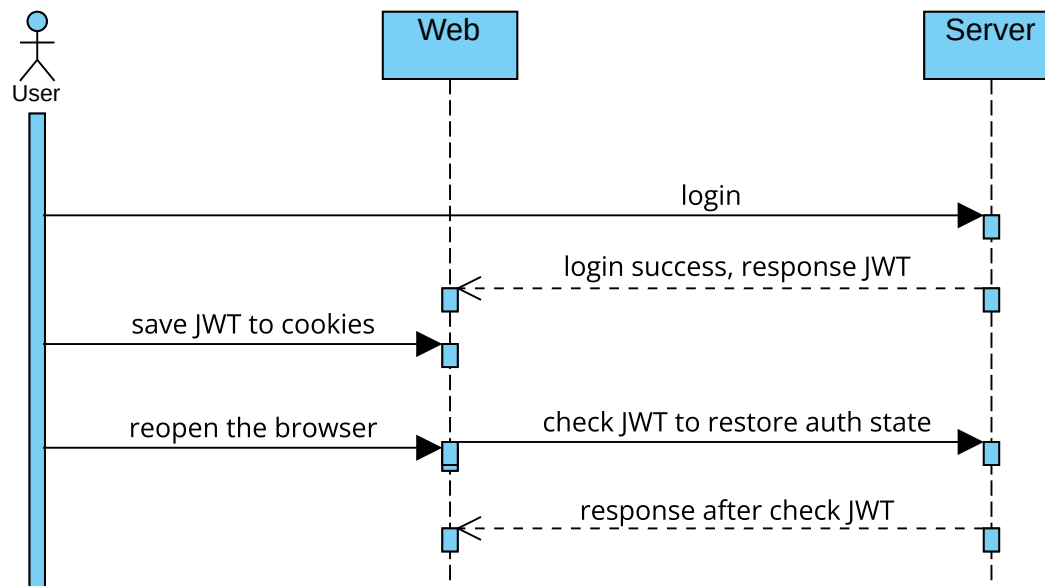 Web
Server
User
login
login success, response JWT
save JWT to cookies
reopen the browser
check JWT to restore auth state
response after check JWT